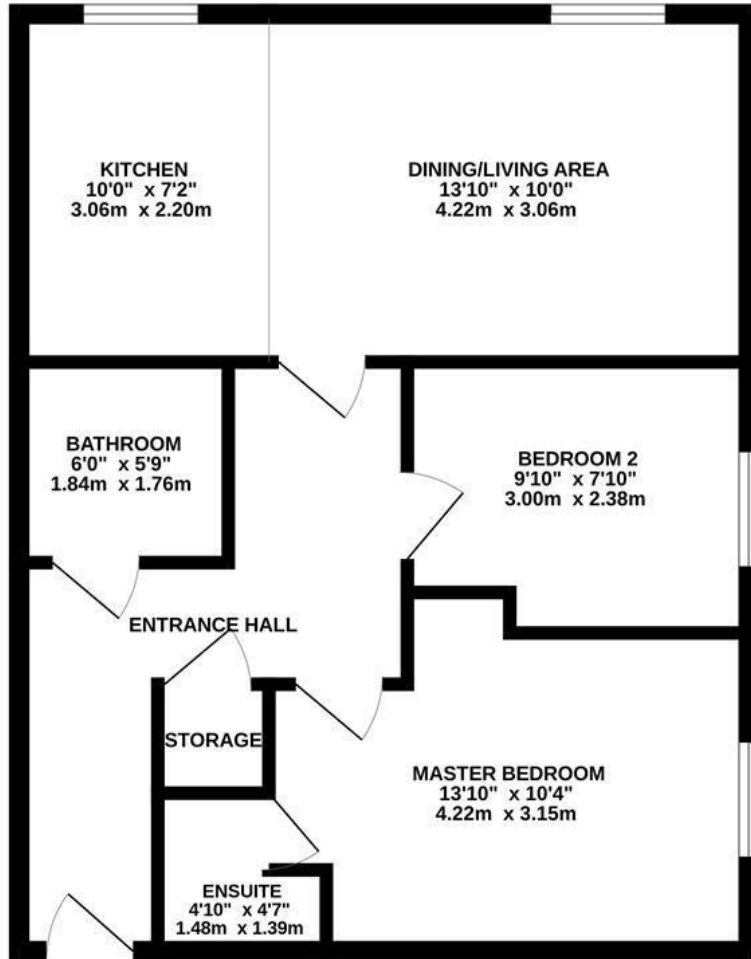 KITCHEN
10'0" x 7'2"
3.06m x 2.20m
DINING/LIVING AREA
13'10" x 10'0"
4.22m x 3.06m
BATHROOM
6'0" x 5'9"
1.84m x 1.76m
BEDROOM 2
9'10" x 7'10"
3.00m x 2.38m
ENTRANCE HALL
STORAGE
MASTER BEDROOM
13'10" x 10'4"
4.22m x 3.15m
ENSUITE
4'10" x 4'7"
1.48m x 1.39m